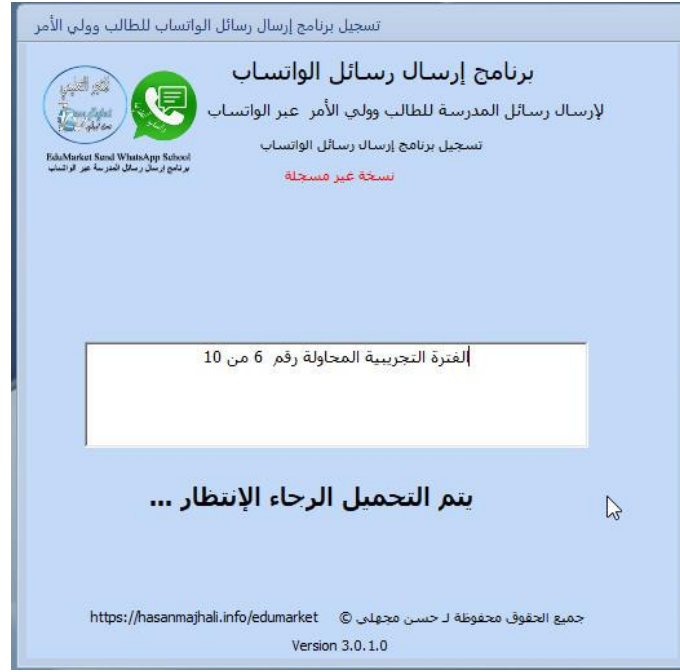 تسجيل برنامج إرسال رسائل الواتساب للطالب وولي الأمر
برنامج إرسال رسائل الواتساب
لإرسال رسائل المدرسة للطالب وولي الأمر عبر الواتساب
EduMarket Send WhatsApp School
برنامج إرسال رسائل المدرسة عبر الواتساب
تسجيل برنامج إرسال رسائل الواتساب
نسخة غير مسجلة
الفترة التجريبية المحاولة رقم 6 من 10
يتم التحميل الرجاء الإنتظار ...
جميع الحقوق محفوظة لـ حسن مجهلي © https://hasanmajhali.info/edumarket
Version 3.0.1.0